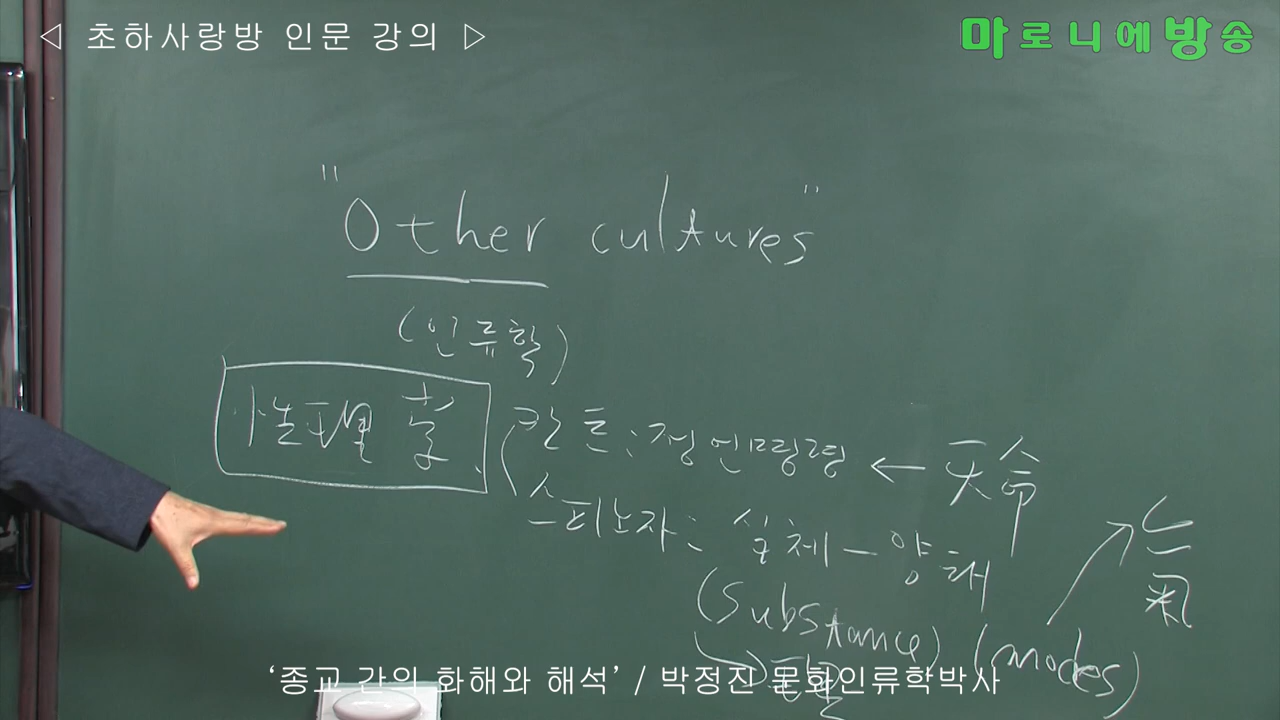 ◁ 초하사랑방 인문 강의 ▷
마로니에방송
"Other cultures"
(인류학)
性理学
칸트: 정언명령 ← 天命
스피노자: 실체 - 양태
(Substance) (modes)
理
氣
'종교 간의 화해와 해석' / 박정진 문화인류학박사